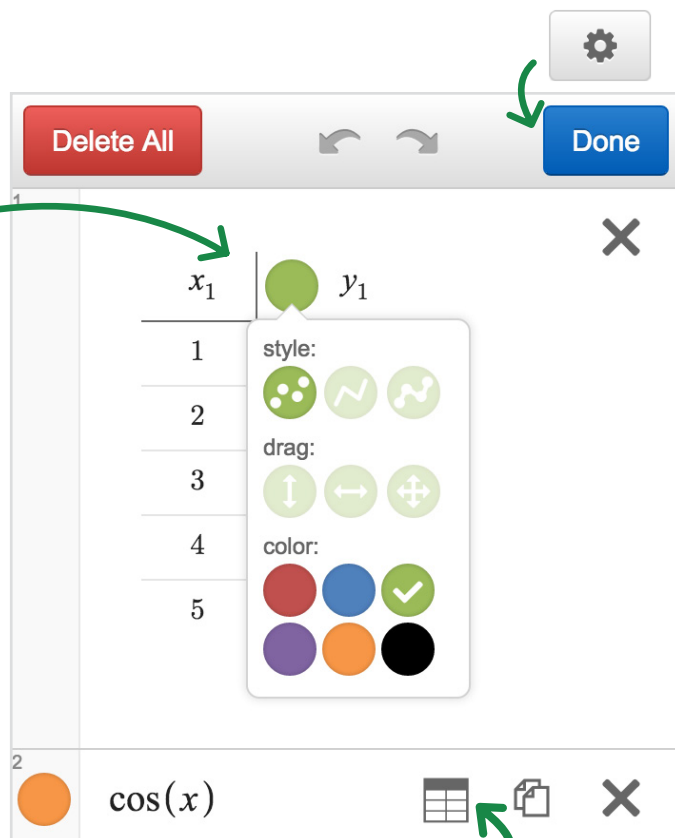 Delete All
Done
1
x₁ y₁
1
style:
2
drag:
3
4
color:
5
2
cos(x)